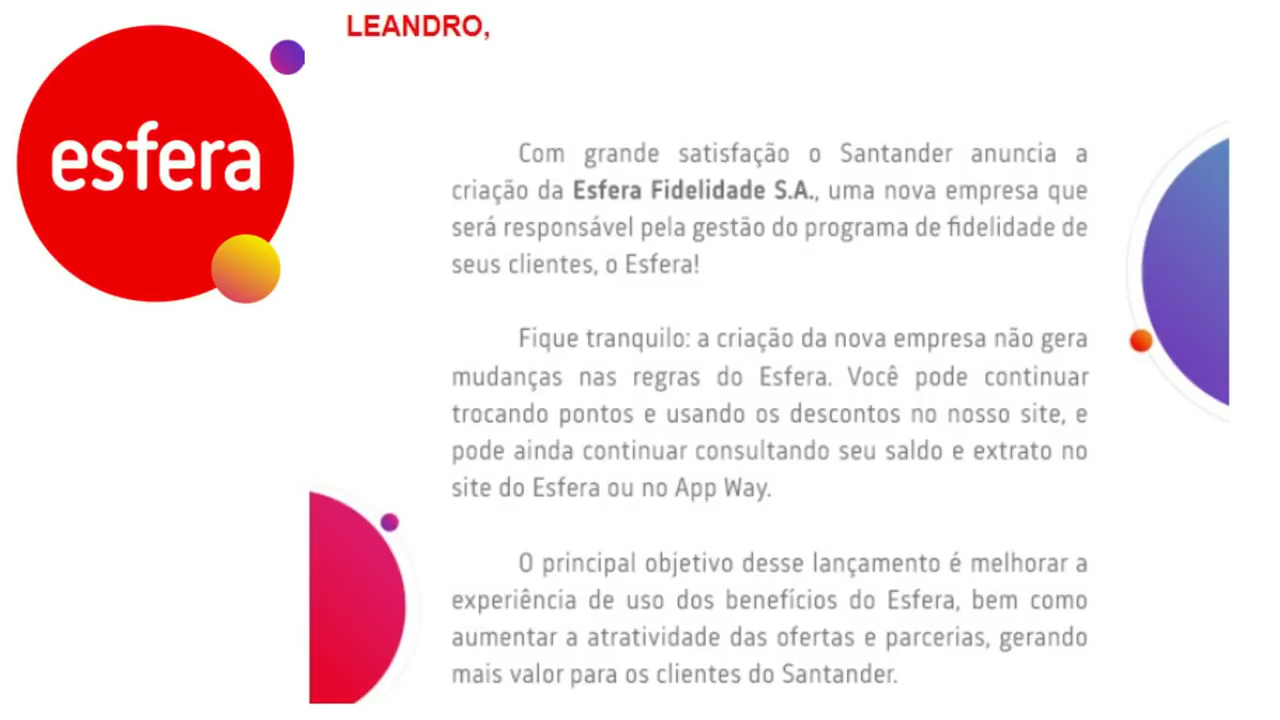 esfera
LEANDRO,
Com grande satisfação o Santander anuncia a
criação da Esfera Fidelidade S.A., uma nova empresa que
será responsável pela gestão do programa de fidelidade de
seus clientes, o Esfera!
Fique tranquilo: a criação da nova empresa não gera
mudanças nas regras do Esfera. Você pode continuar
trocando pontos e usando os descontos no nosso site, e
pode ainda continuar consultando seu saldo e extrato no
site do Esfera ou no App Way.
O principal objetivo desse lançamento é melhorar a
experiência de uso dos benefícios do Esfera, bem como
aumentar a atratividade das ofertas e parcerias, gerando
mais valor para os clientes do Santander.